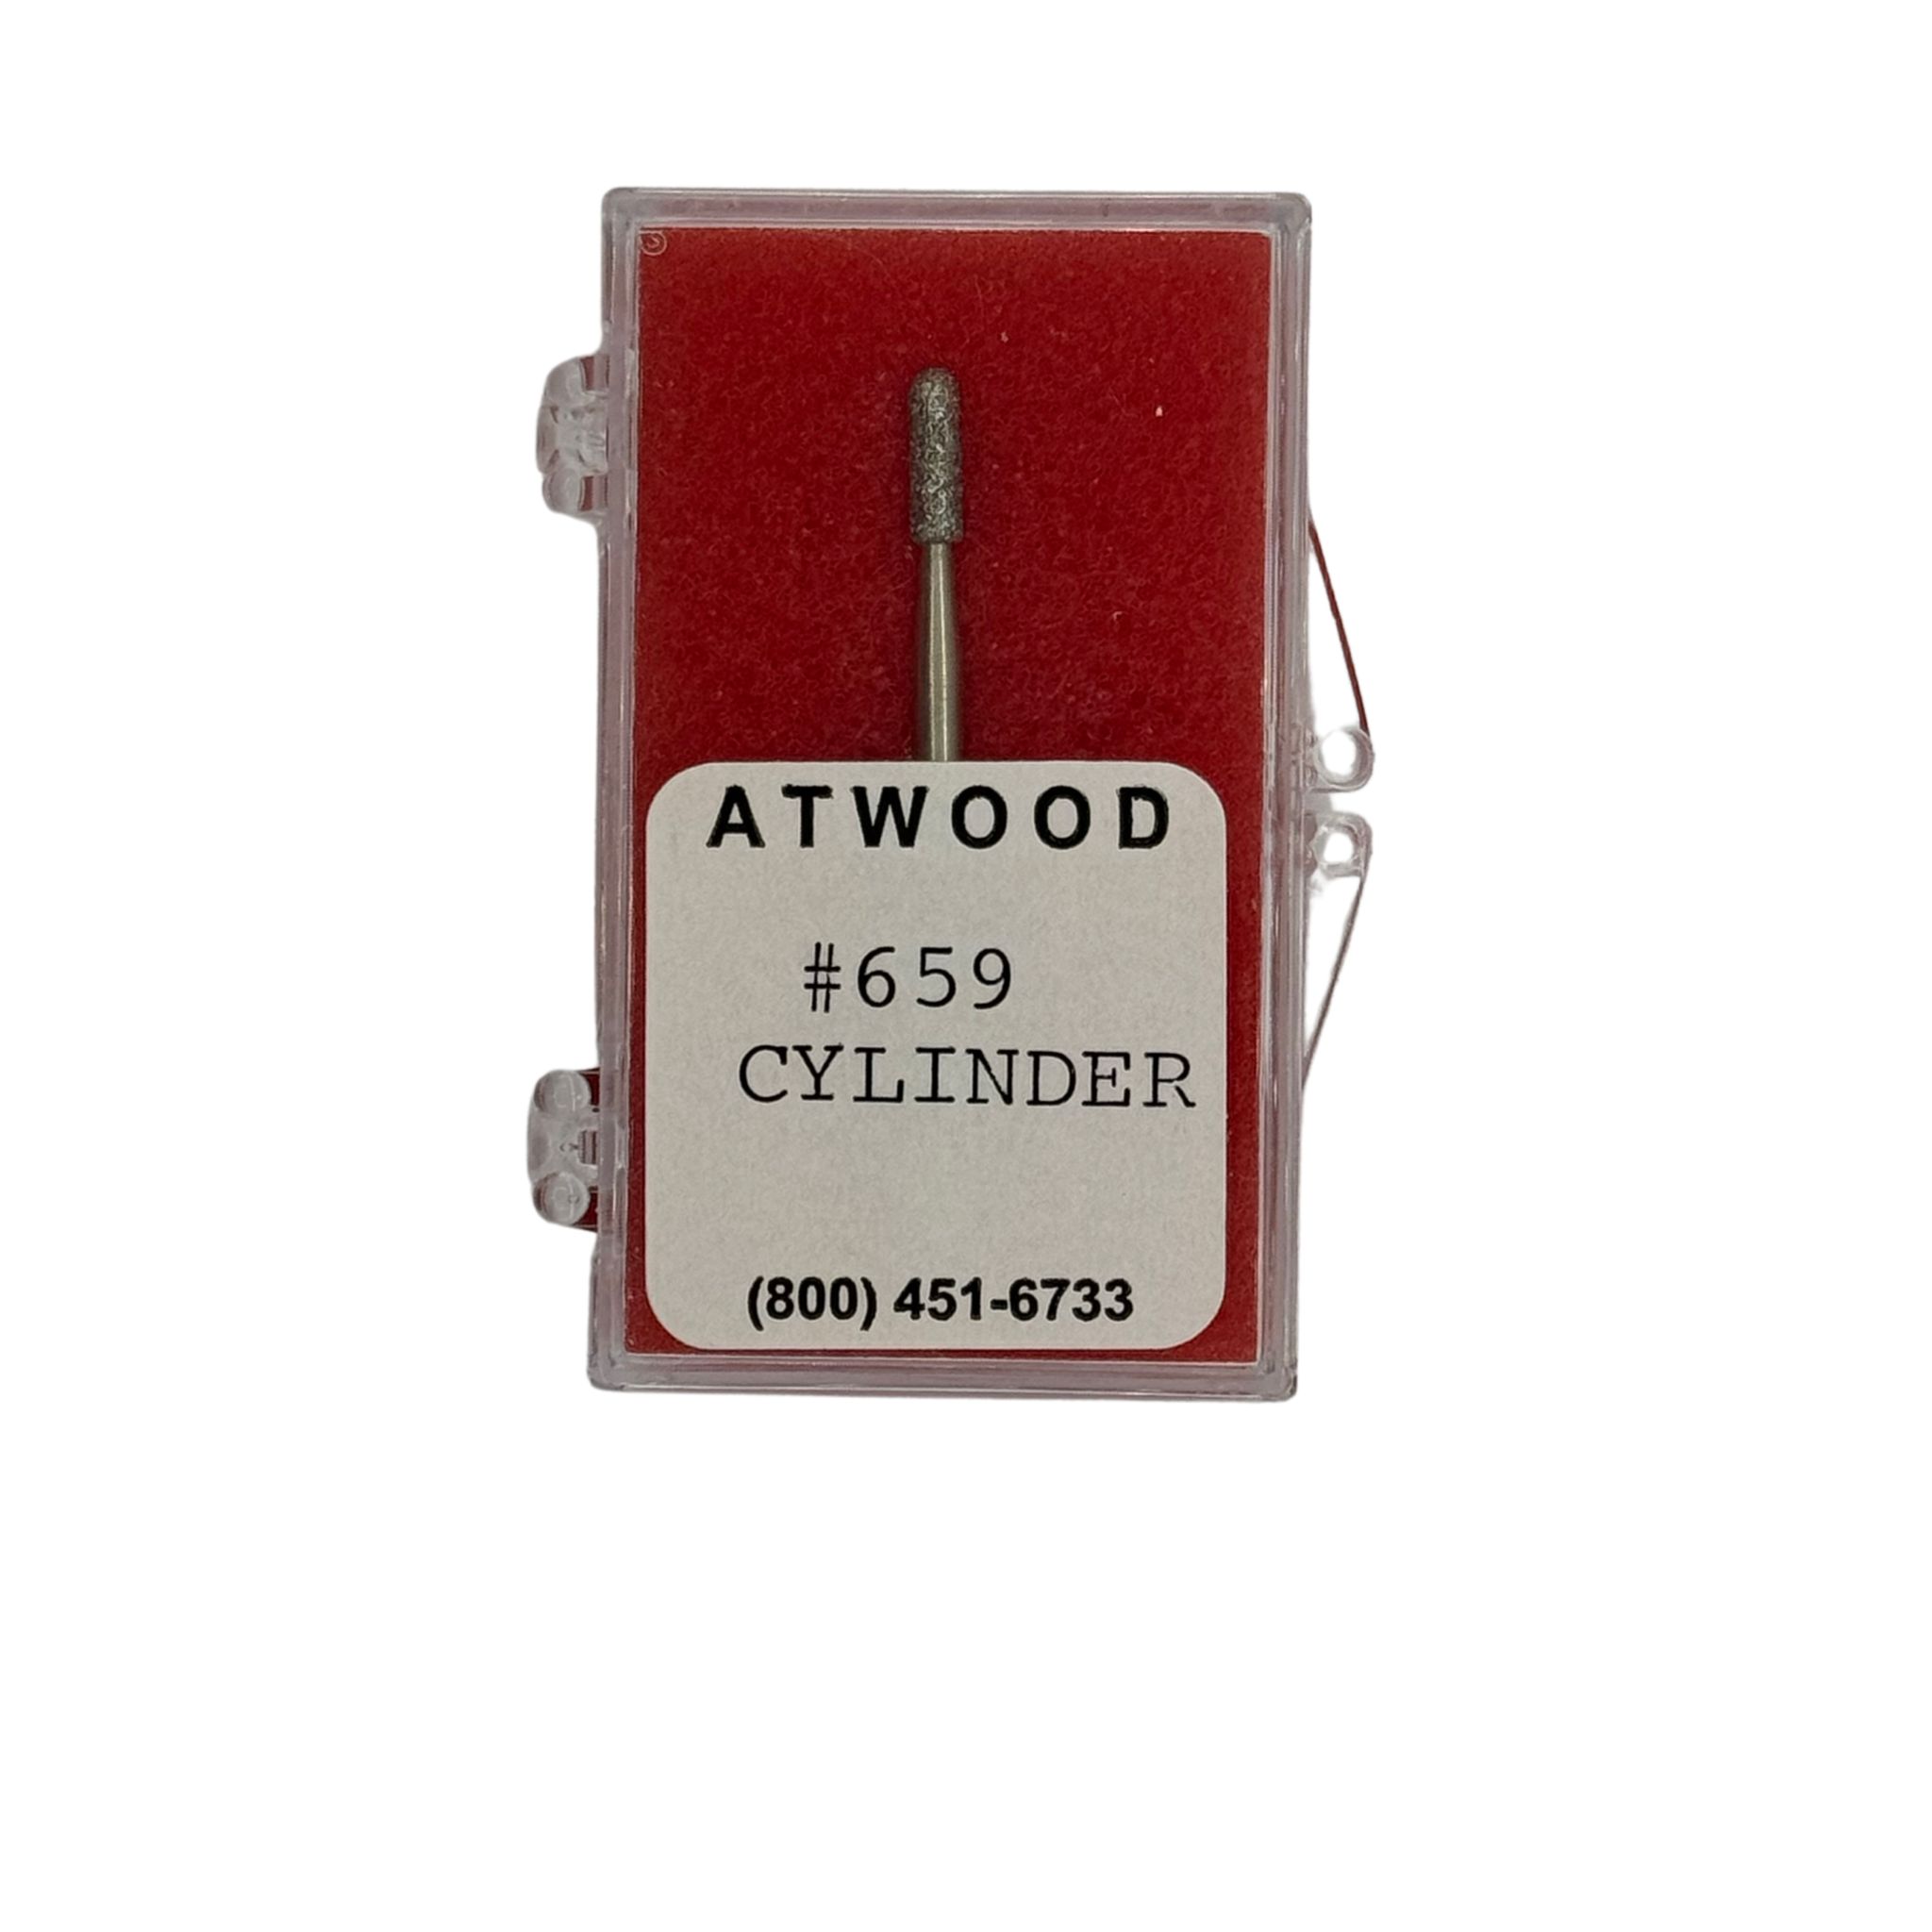 ATWOOD
#659
CYLINDER
(800) 451-6733